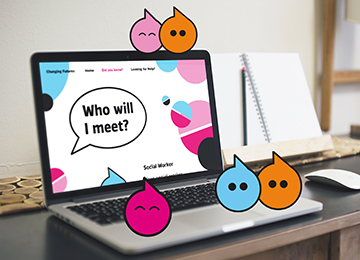 Changing Futures Home Did you know? Looking for Help?
Who will
I meet?
Social Worker